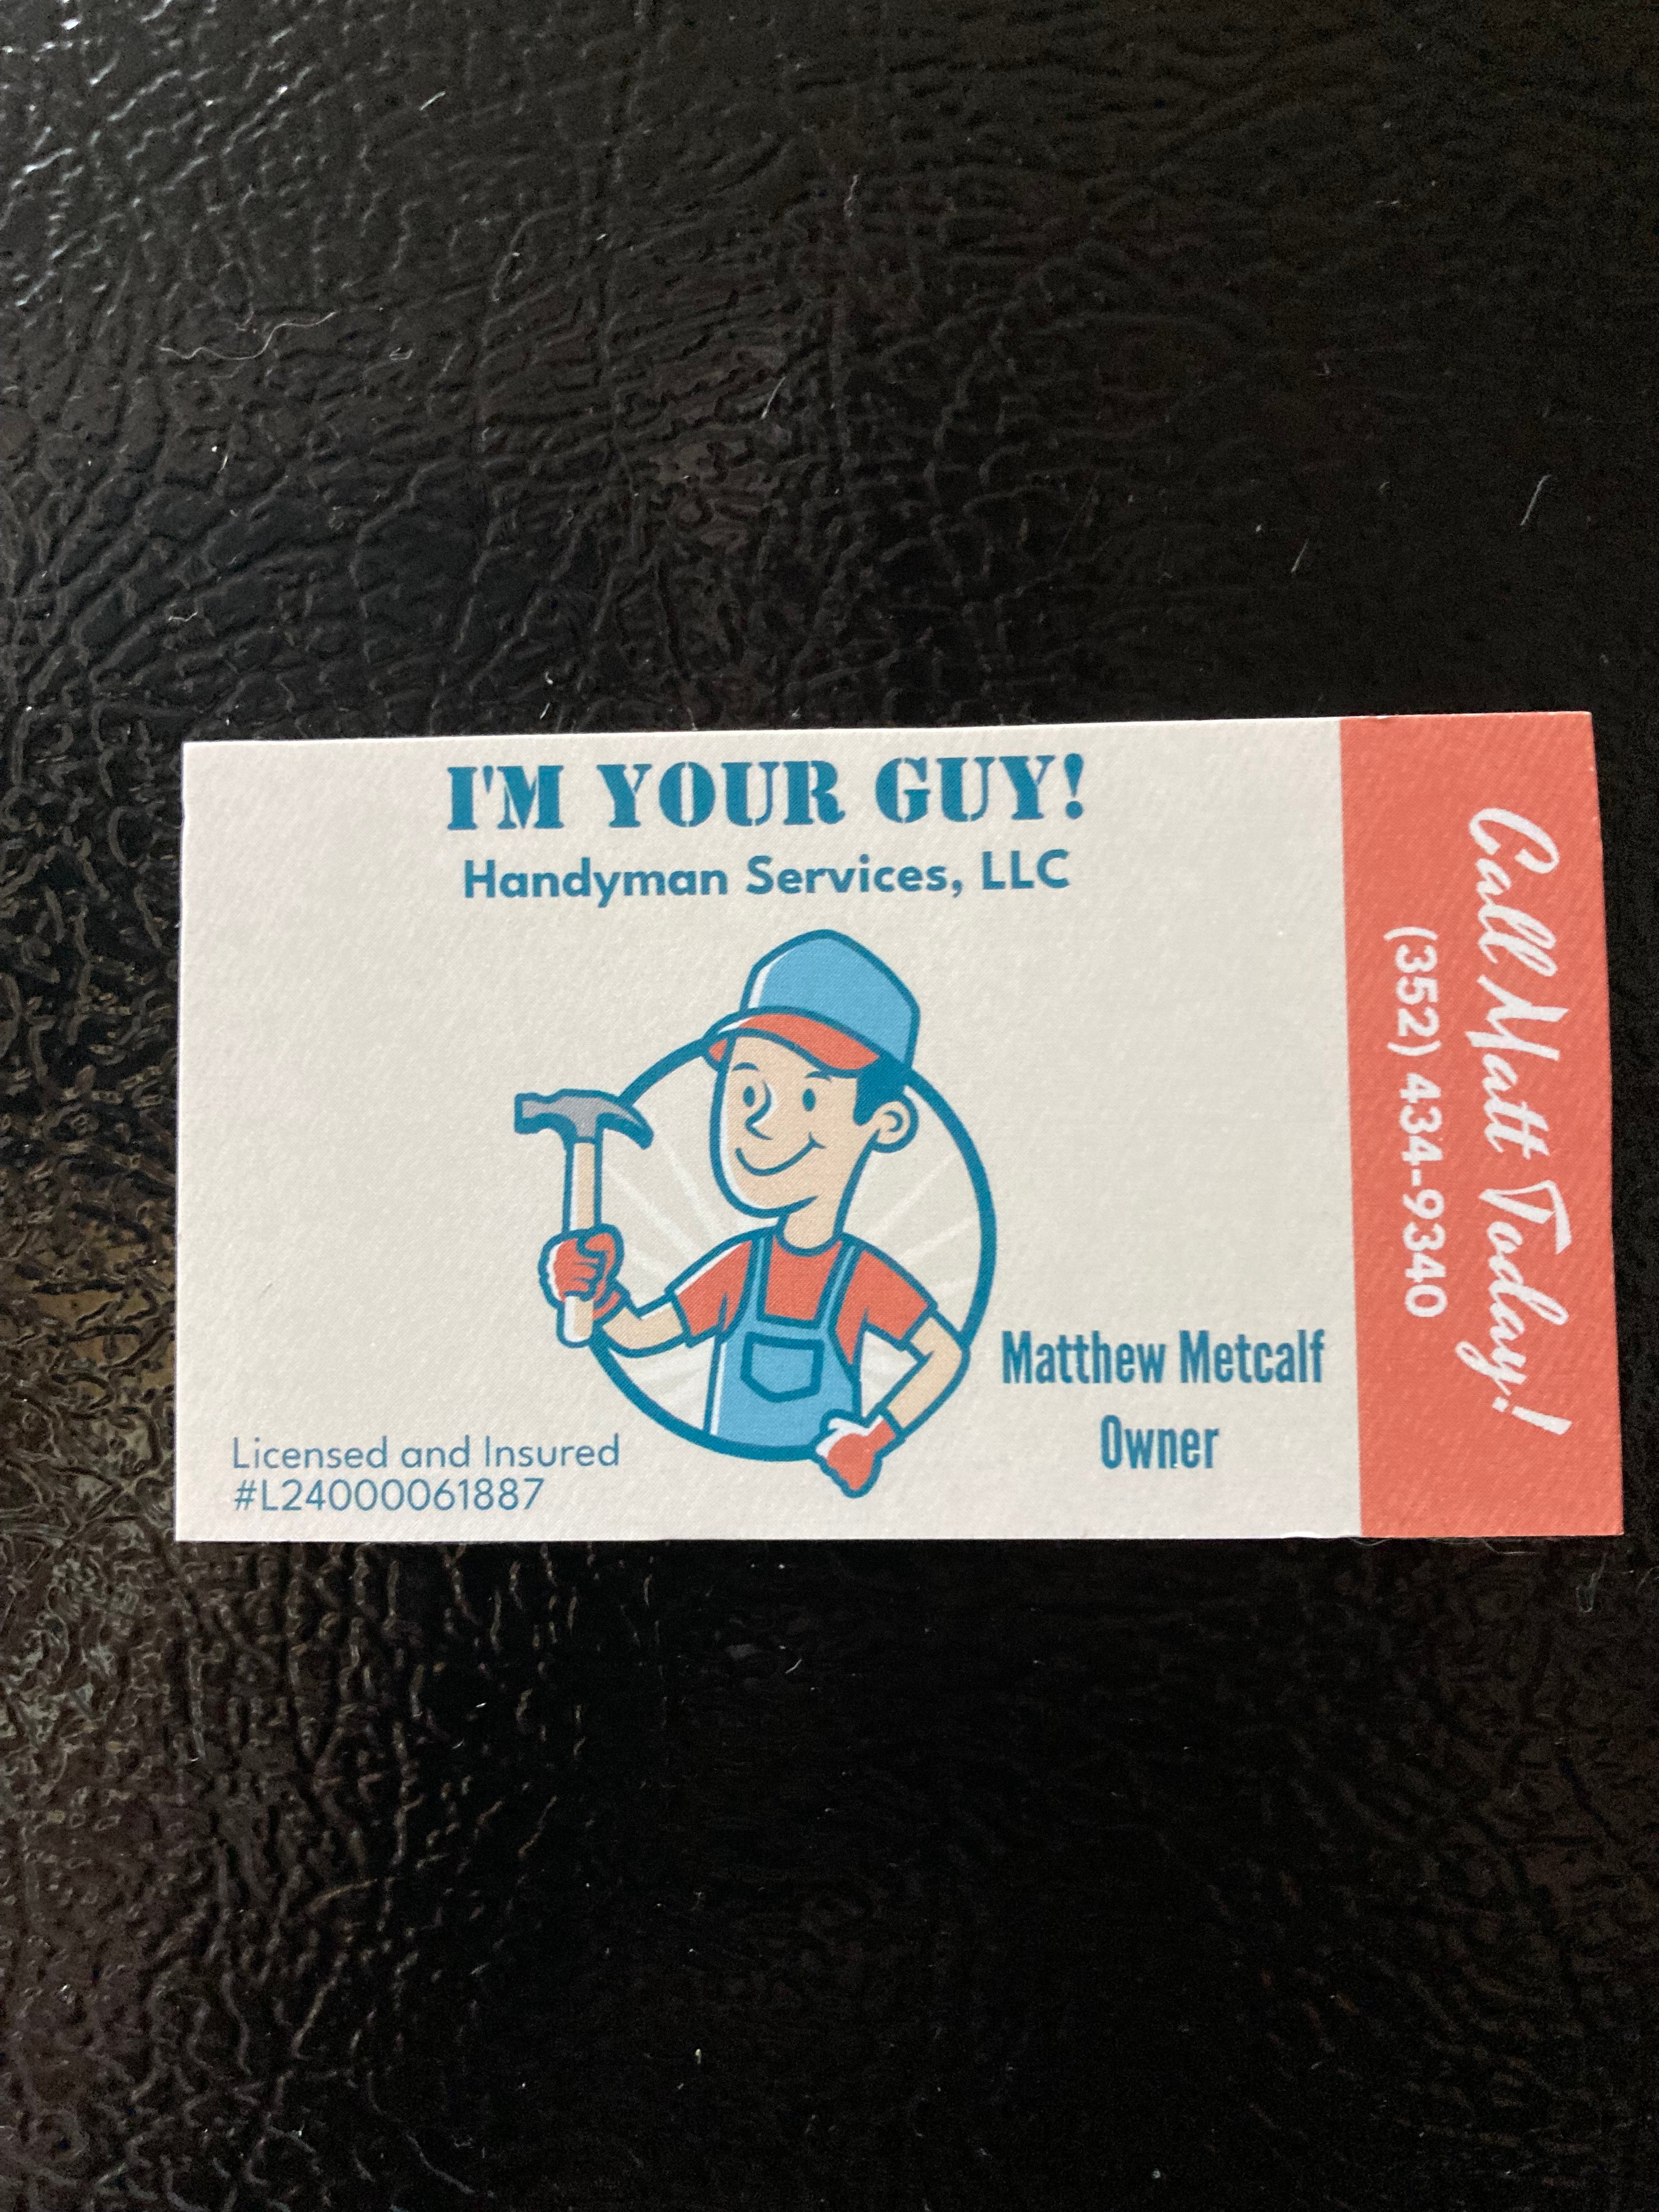 I'M YOUR GUY!
Handyman Services, LLC
Matthew Metcalf
Owner
Licensed and Insured
#L24000061887
Call Matt Today!
(352) 434-9340